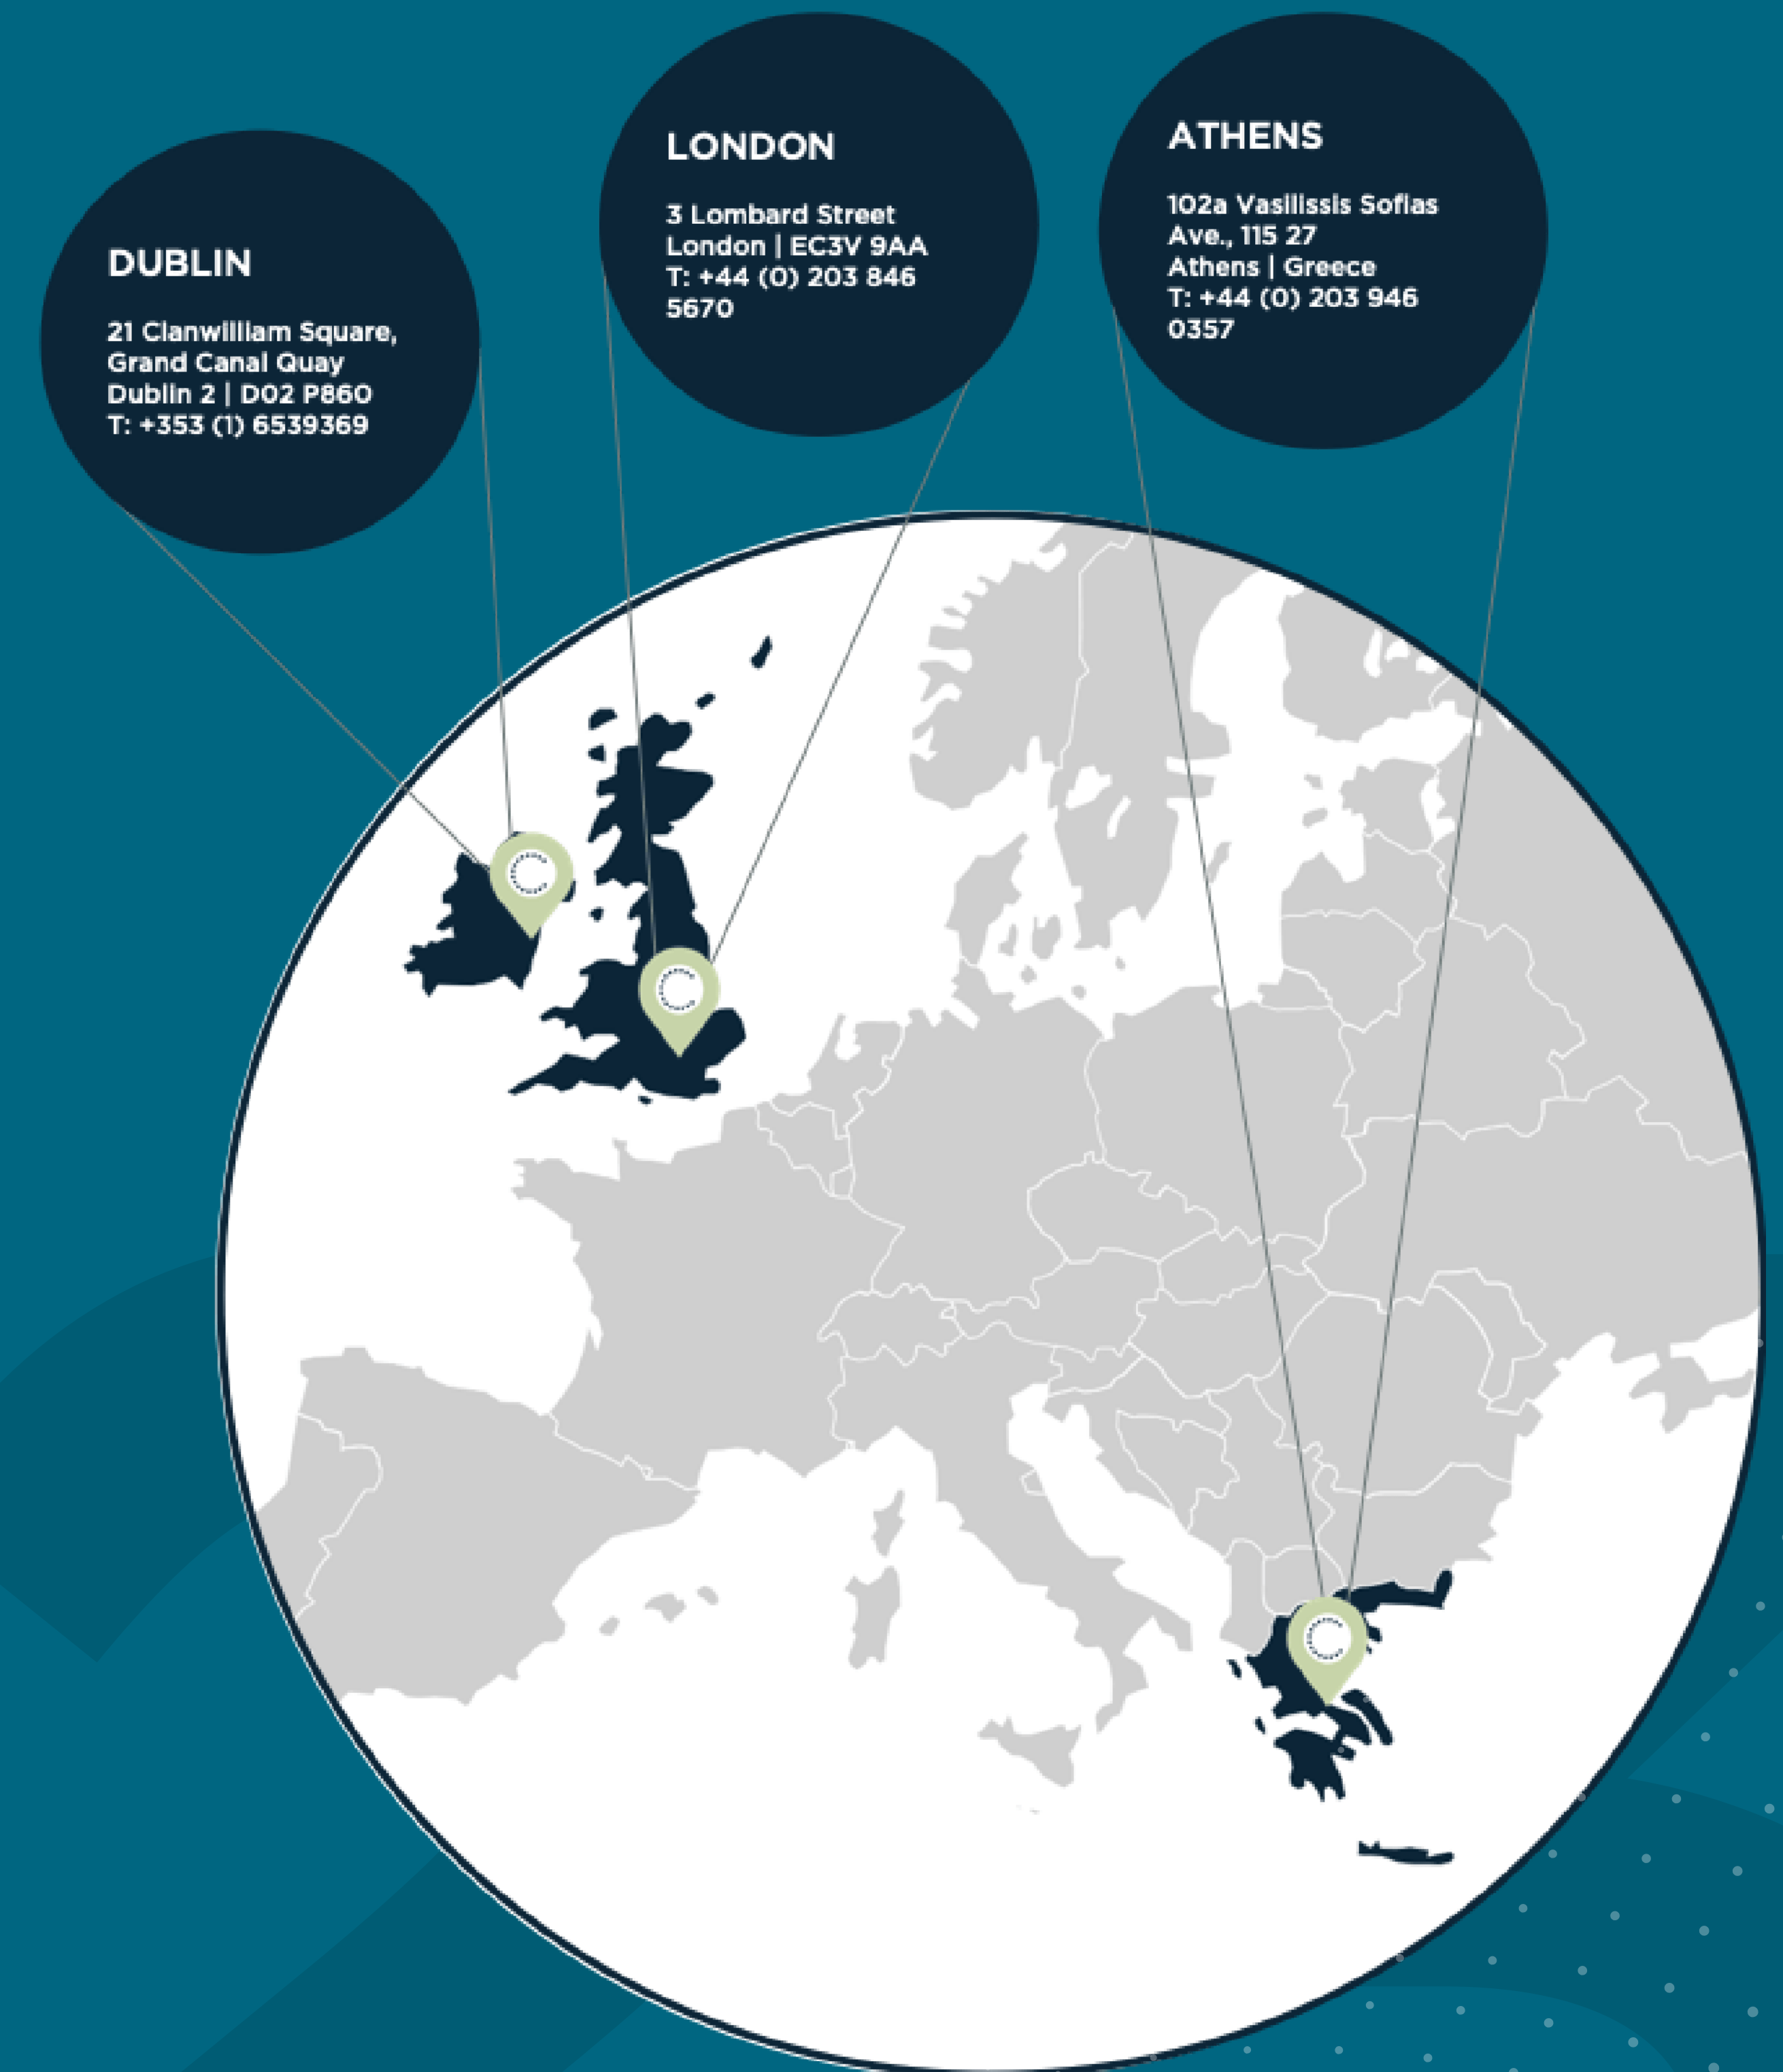 DUBLIN
21 Clanwilliam Square,
Grand Canal Quay
Dublin 2 | D02 P860
T: +353 (1) 6539369
LONDON
3 Lombard Street
London | EC3V 9AA
T: +44 (0) 203 846
5670
ATHENS
102a Vasilissis Sofias
Ave., 115 27
Athens | Greece
T: +44 (0) 203 946
0357